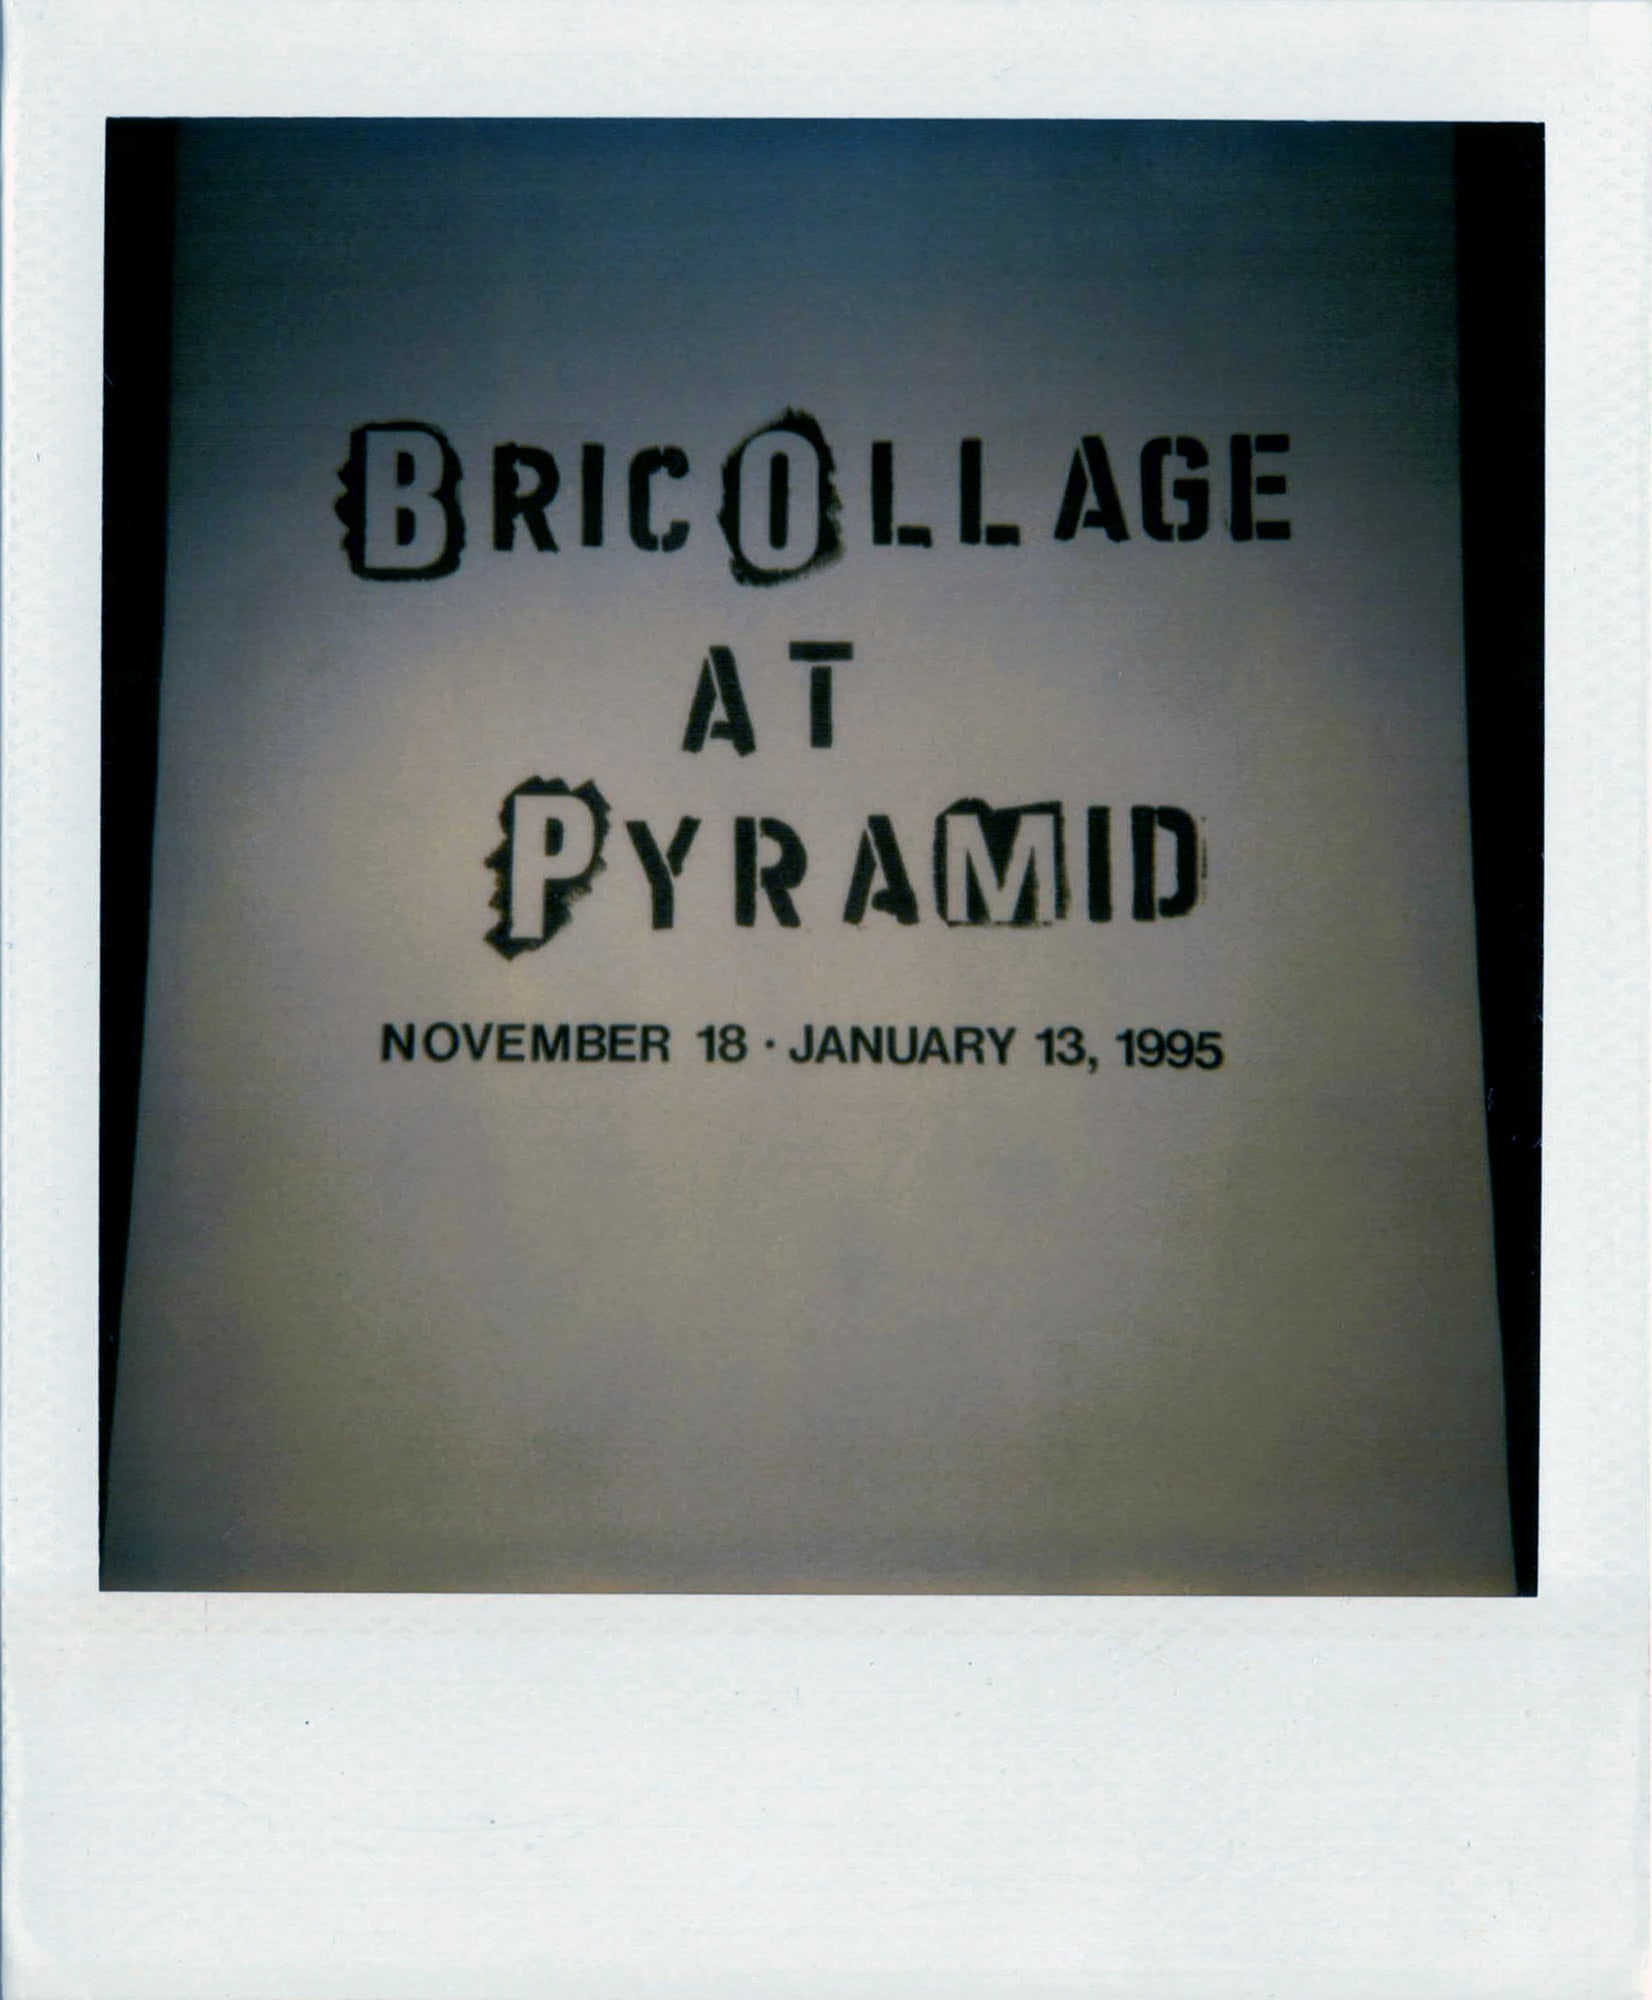 BRICOLLAGE
AT
PYRAMID
NOVEMBER 18 · JANUARY 13, 1995